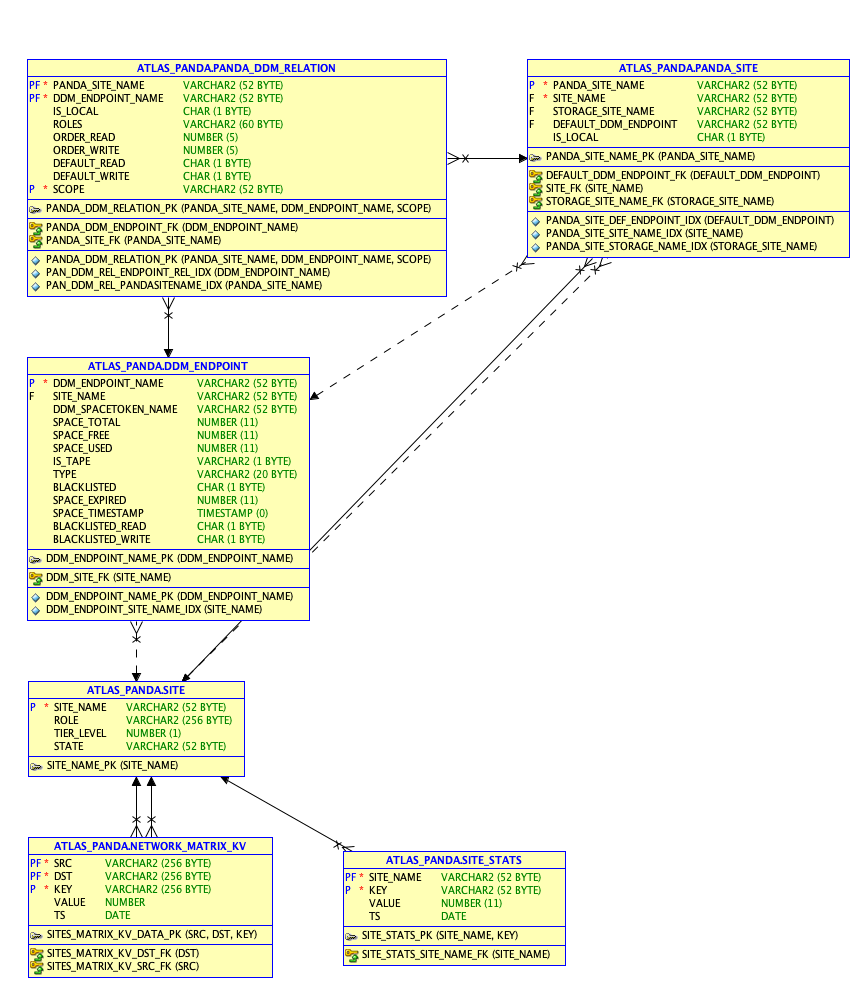 ATLAS_PANDA.PANDA_DDM_RELATION
PF * PANDA_SITE_NAME VARCHAR2 (52 BYTE)
PF * DDM_ENDPOINT_NAME VARCHAR2 (52 BYTE)
IS_LOCAL CHAR (1 BYTE)
ROLES VARCHAR2 (60 BYTE)
ORDER_READ NUMBER (5)
ORDER_WRITE NUMBER (5)
DEFAULT_READ CHAR (1 BYTE)
DEFAULT_WRITE CHAR (1 BYTE)
P * SCOPE VARCHAR2 (52 BYTE)
PANDA_DDM_RELATION_PK (PANDA_SITE_NAME, DDM_ENDPOINT_NAME, SCOPE)
PANDA_DDM_ENDPOINT_FK (DDM_ENDPOINT_NAME)
PANDA_SITE_FK (PANDA_SITE_NAME)
PANDA_DDM_RELATION_PK (PANDA_SITE_NAME, DDM_ENDPOINT_NAME, SCOPE)
PAN_DDM_REL_ENDPOINT_REL_IDX (DDM_ENDPOINT_NAME)
PAN_DDM_REL_PANDASITENAME_IDX (PANDA_SITE_NAME)
ATLAS_PANDA.PANDA_SITE
P * PANDA_SITE_NAME VARCHAR2 (52 BYTE)
F * SITE_NAME VARCHAR2 (52 BYTE)
F STORAGE_SITE_NAME VARCHAR2 (52 BYTE)
F DEFAULT_DDM_ENDPOINT VARCHAR2 (52 BYTE)
IS_LOCAL CHAR (1 BYTE)
PANDA_SITE_NAME_PK (PANDA_SITE_NAME)
DEFAULT_DDM_ENDPOINT_FK (DEFAULT_DDM_ENDPOINT)
SITE_FK (SITE_NAME)
STORAGE_SITE_NAME_FK (STORAGE_SITE_NAME)
PANDA_SITE_DEF_ENDPOINT_IDX (DEFAULT_DDM_ENDPOINT)
PANDA_SITE_SITE_NAME_IDX (SITE_NAME)
PANDA_SITE_STORAGE_NAME_IDX (STORAGE_SITE_NAME)
ATLAS_PANDA.DDM_ENDPOINT
P * DDM_ENDPOINT_NAME VARCHAR2 (52 BYTE)
F SITE_NAME VARCHAR2 (52 BYTE)
DDM_SPACETOKEN_NAME VARCHAR2 (52 BYTE)
SPACE_TOTAL NUMBER (11)
SPACE_FREE NUMBER (11)
SPACE_USED NUMBER (11)
IS_TAPE VARCHAR2 (1 BYTE)
TYPE VARCHAR2 (20 BYTE)
BLACKLISTED CHAR (1 BYTE)
SPACE_EXPIRED NUMBER (11)
SPACE_TIMESTAMP TIMESTAMP (0)
BLACKLISTED_READ CHAR (1 BYTE)
BLACKLISTED_WRITE CHAR (1 BYTE)
DDM_ENDPOINT_NAME_PK (DDM_ENDPOINT_NAME)
DDM_SITE_FK (SITE_NAME)
DDM_ENDPOINT_NAME_PK (DDM_ENDPOINT_NAME)
DDM_ENDPOINT_SITE_NAME_IDX (SITE_NAME)
ATLAS_PANDA.SITE
P * SITE_NAME VARCHAR2 (52 BYTE)
ROLE VARCHAR2 (256 BYTE)
TIER_LEVEL NUMBER (1)
STATE VARCHAR2 (52 BYTE)
SITE_NAME_PK (SITE_NAME)
ATLAS_PANDA.NETWORK_MATRIX_KV
PF * SRC VARCHAR2 (256 BYTE)
PF * DST VARCHAR2 (256 BYTE)
P * KEY VARCHAR2 (256 BYTE)
VALUE NUMBER
TS DATE
SITES_MATRIX_KV_DATA_PK (SRC, DST, KEY)
SITES_MATRIX_KV_DST_FK (DST)
SITES_MATRIX_KV_SRC_FK (SRC)
ATLAS_PANDA.SITE_STATS
PF * SITE_NAME VARCHAR2 (52 BYTE)
P * KEY VARCHAR2 (52 BYTE)
VALUE NUMBER (11)
TS DATE
SITE_STATS_PK (SITE_NAME, KEY)
SITE_STATS_SITE_NAME_FK (SITE_NAME)